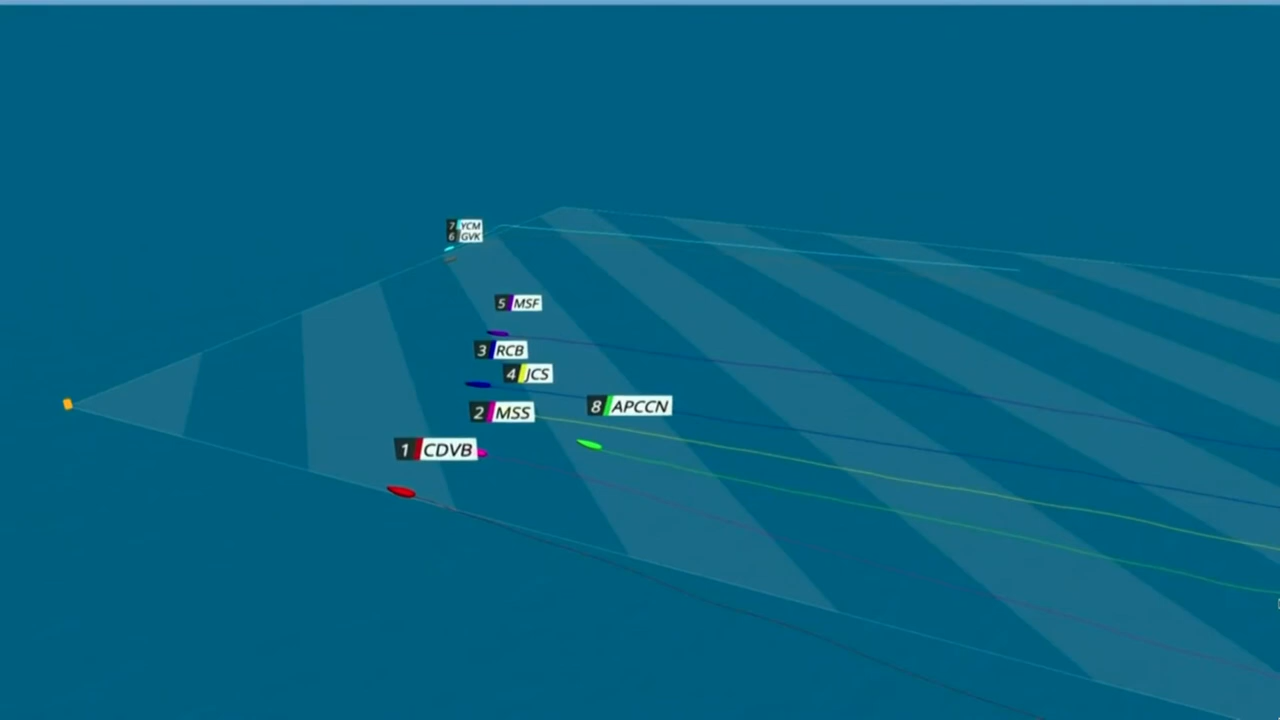 7 YCM
6 GVK
5 MSF
3 RCB
4 JCS
8 APCCN
2 MSS
1 CDVB